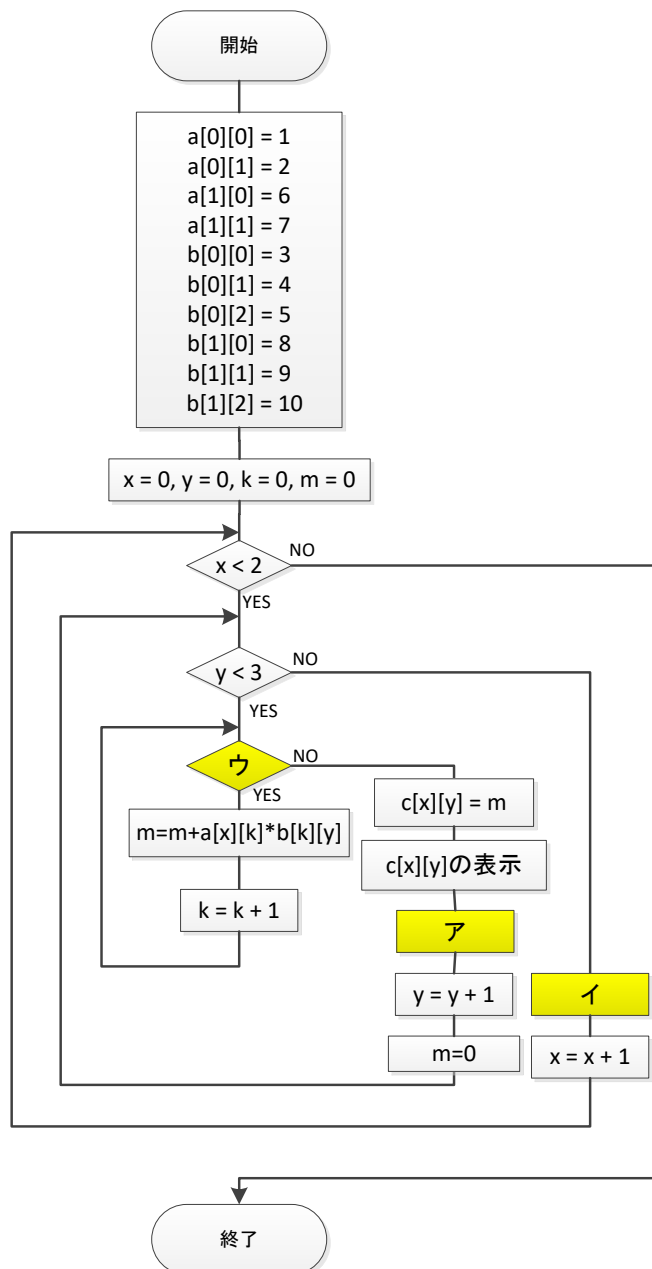 開始
a[0][0] = 1
a[0][1] = 2
a[1][0] = 6
a[1][1] = 7
b[0][0] = 3
b[0][1] = 4
b[0][2] = 5
b[1][0] = 8
b[1][1] = 9
b[1][2] = 10
x = 0, y = 0, k = 0, m = 0
x < 2
NO
YES
y < 3
NO
YES
ウ
NO
YES
m=m+a[x][k]*b[k][y]
k = k + 1
c[x][y] = m
c[x][y]の表示
ア
y = y + 1
m=0
イ
x = x + 1
終了